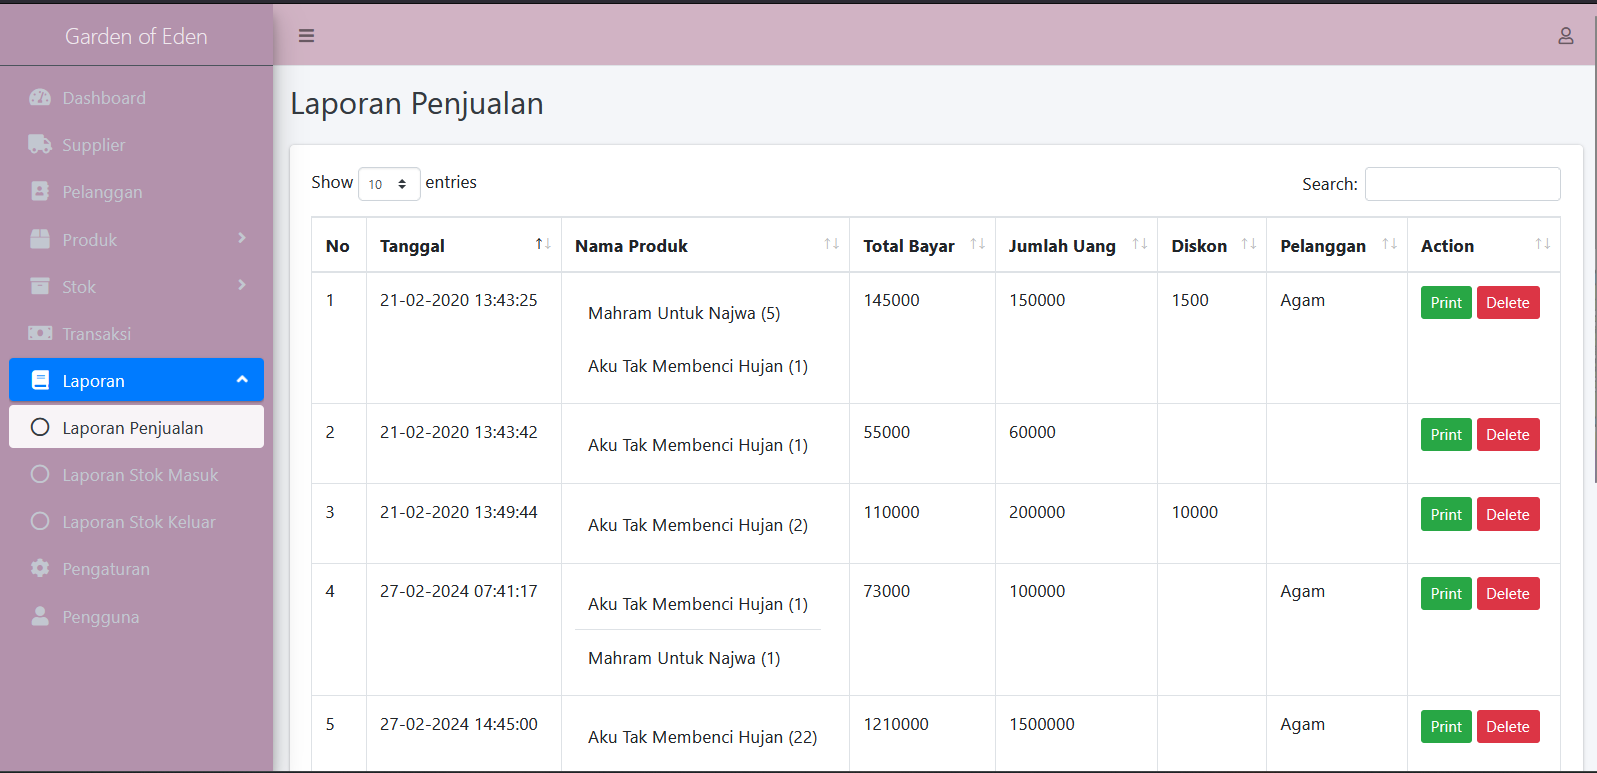 Garden of Eden
Dashboard
Supplier
Pelanggan
Produk
Stok
Transaksi
Laporan
Laporan Penjualan
Laporan Stok Masuk
Laporan Stok Keluar
Pengaturan
Pengguna
Laporan Penjualan
Show 10 entries Search:
No Tanggal Nama Produk Total Bayar Jumlah Uang Diskon Pelanggan Action
1 21-02-2020 13:43:25 Mahram Untuk Najwa (5) 145000 150000 1500 Agam Print Delete
Aku Tak Membenci Hujan (1)
2 21-02-2020 13:43:42 Aku Tak Membenci Hujan (1) 55000 60000 Print Delete
3 21-02-2020 13:49:44 Aku Tak Membenci Hujan (2) 110000 200000 10000 Print Delete
4 27-02-2024 07:41:17 Aku Tak Membenci Hujan (1) 73000 100000 Agam Print Delete
Mahram Untuk Najwa (1)
5 27-02-2024 14:45:00 Aku Tak Membenci Hujan (22) 1210000 1500000 Agam Print Delete